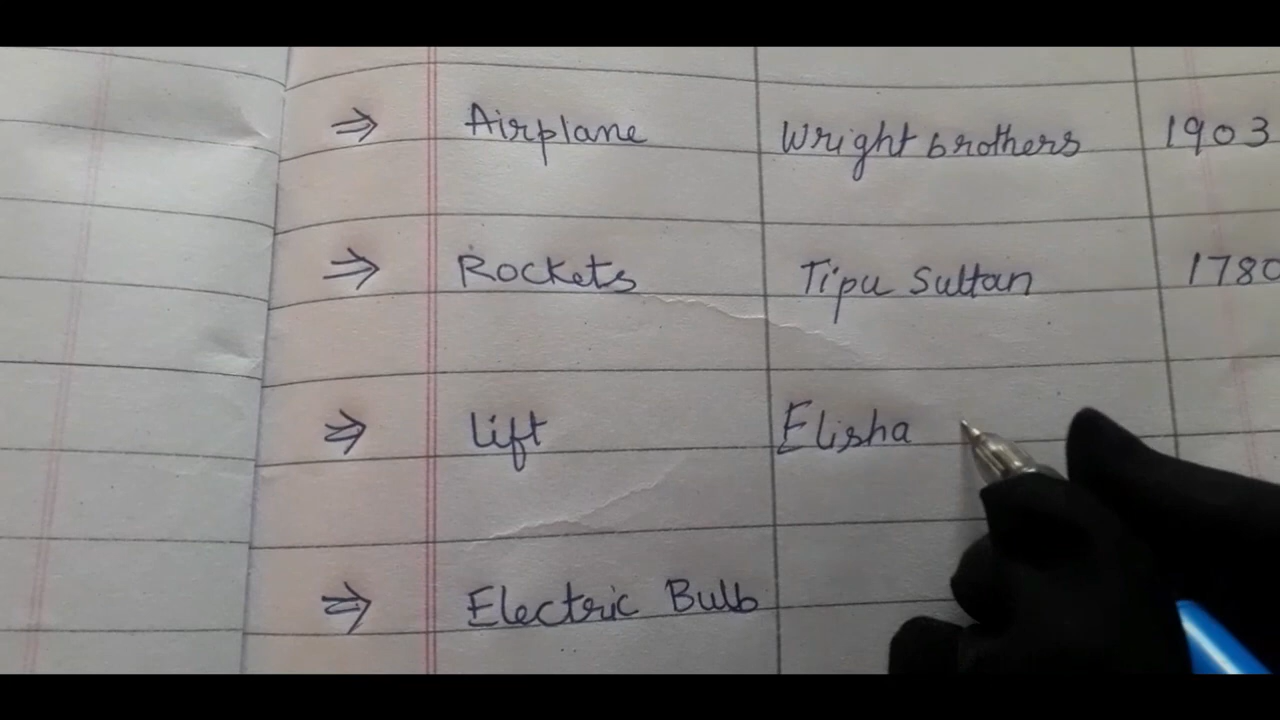 ⇒ Airplane Wright brothers 1903
⇒ Rockets Tipu Sultan 1780
⇒ lift Elisha
⇒ Electric Bulb